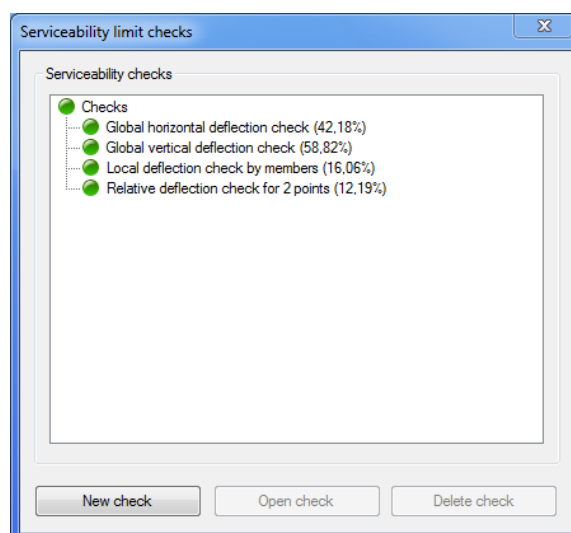 Serviceability limit checks
Serviceability checks
Checks
Global horizontal deflection check (42,18%)
Global vertical deflection check (58,82%)
Local deflection check by members (16,06%)
Relative deflection check for 2 points (12,19%)
New check Open check Delete check